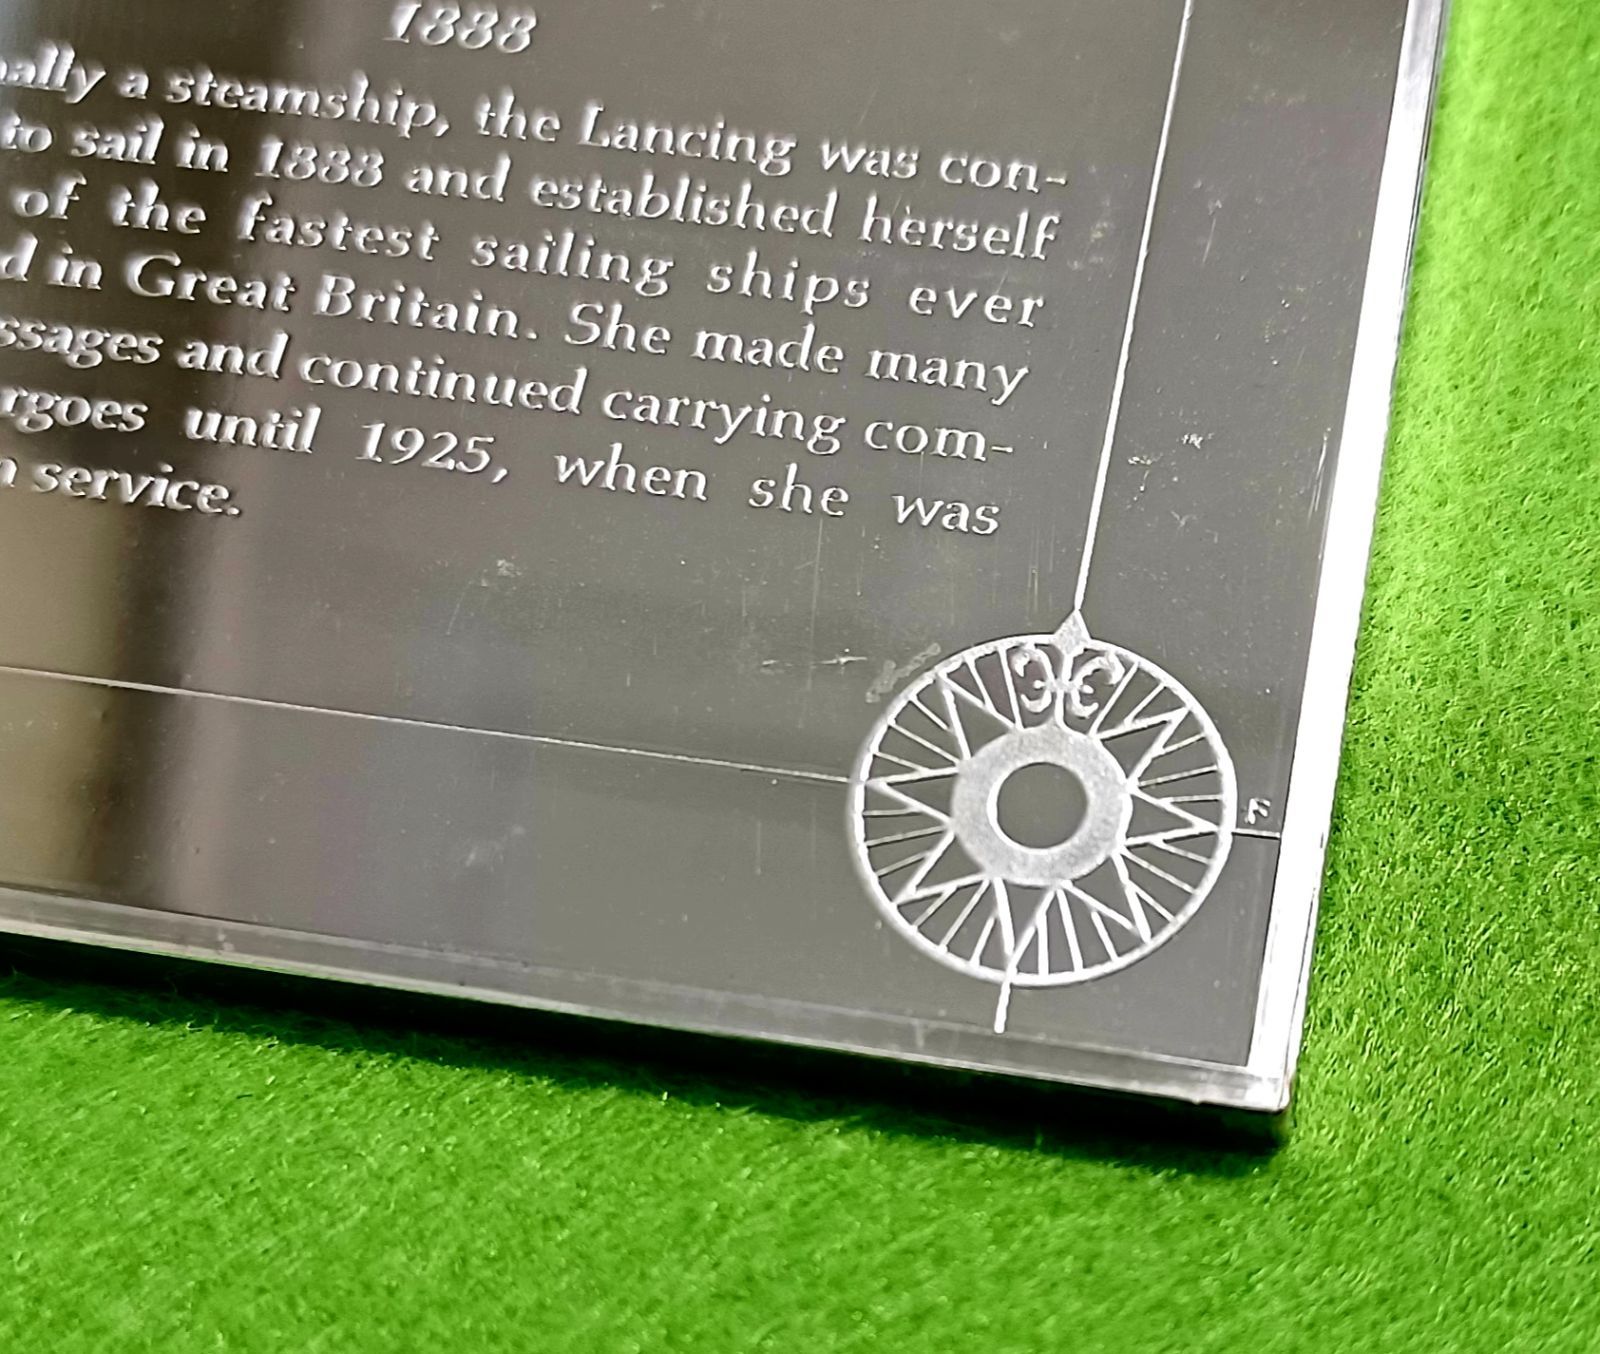 1888
ally a steamship, the Lancing was con-
to sail in 1888 and established herself
of the fastest sailing ships ever
d in Great Britain. She made many
ssages and continued carrying com-
rgoes until 1925, when she was
n service.